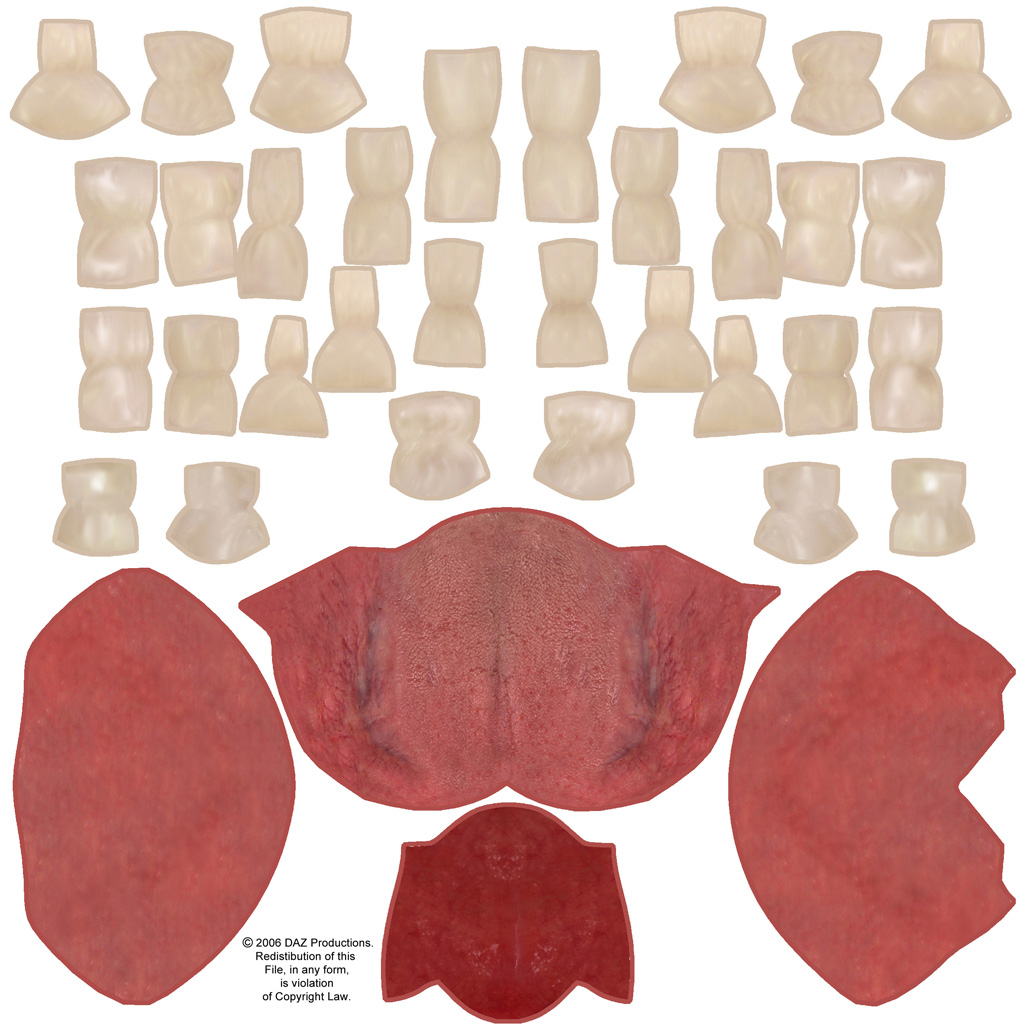 © 2006 DAZ Productions.
Redistibution of this
File, in any form,
is violation
of Copyright Law.